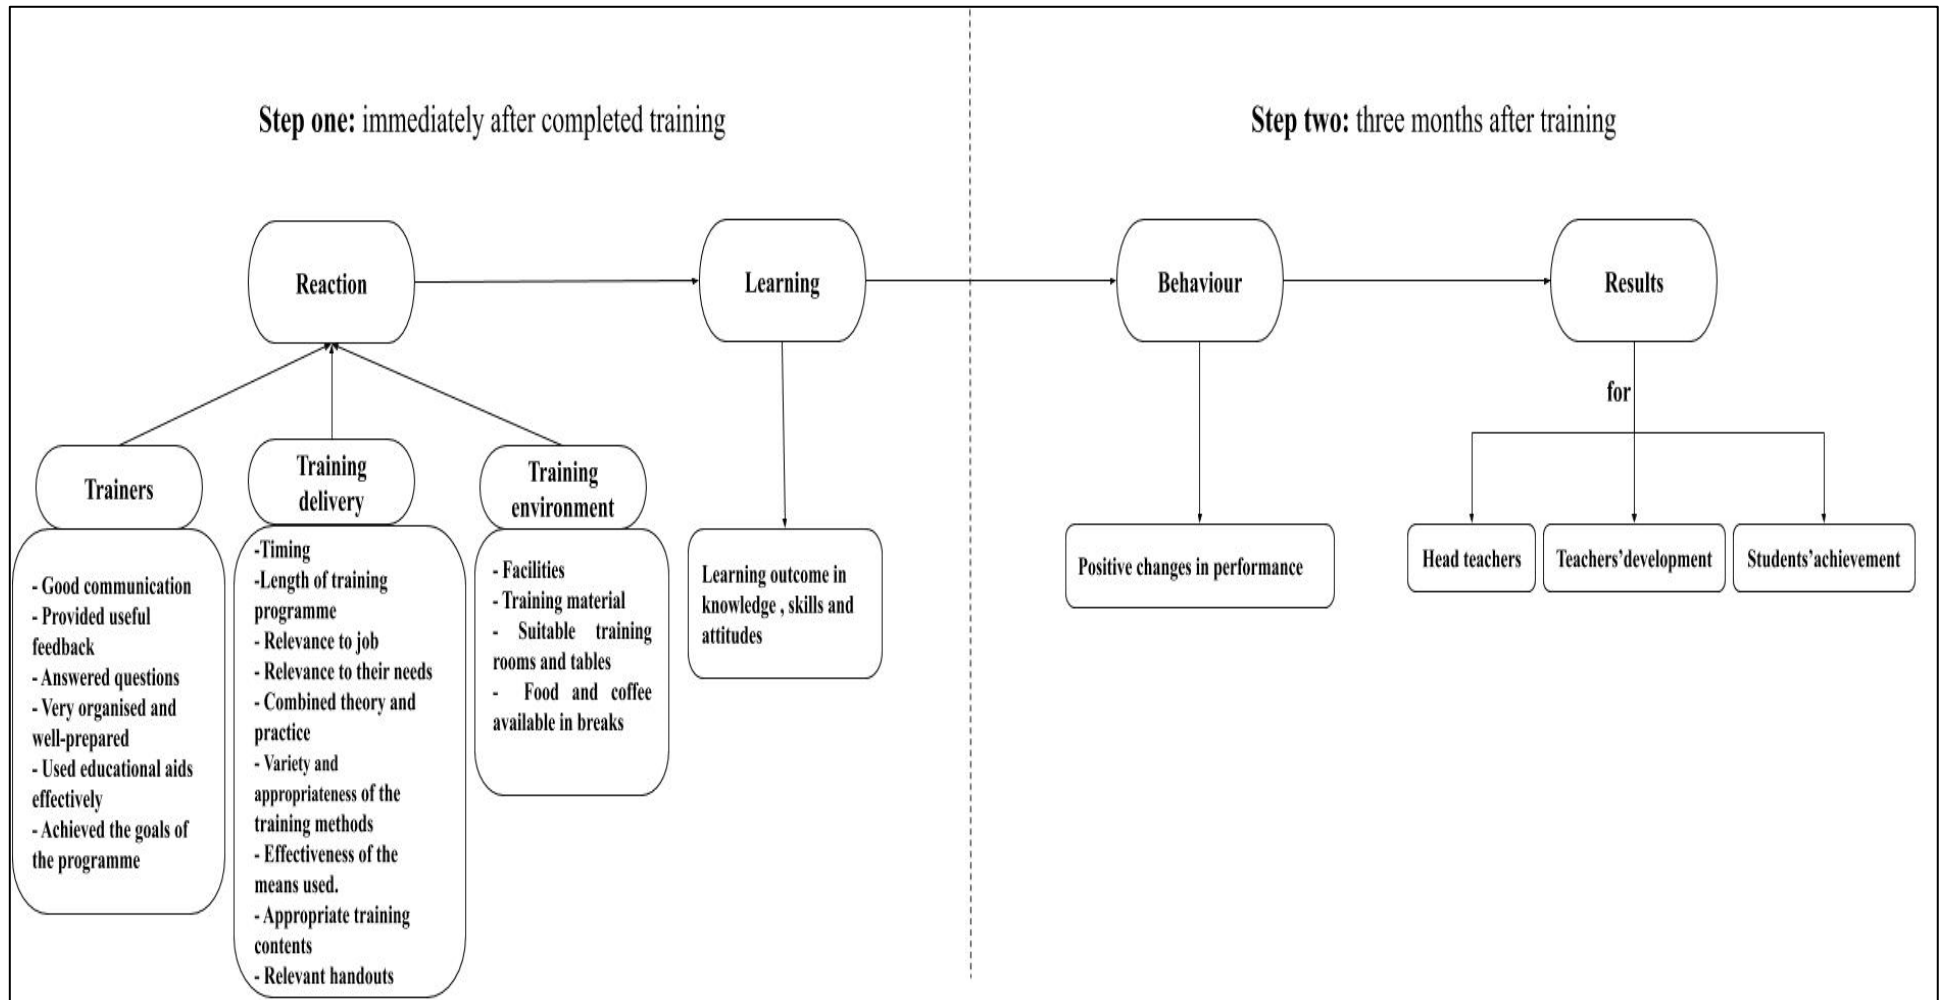 Step one: immediately after completed training
Step two: three months after training
Reaction
Learning
Behaviour
Results
for
Trainers
- Good communication
- Provided useful
feedback
- Answered questions
- Very organised and
well-prepared
- Used educational aids
effectively
- Achieved the goals of
the programme
Training
delivery
-Timing
-Length of training
programme
- Relevance to job
- Relevance to their needs
- Combined theory and
practice
- Variety and
appropriateness of the
training methods
- Effectiveness of the
means used.
- Appropriate training
contents
- Relevant handouts
Training
environment
- Facilities
- Training material
- Suitable training
rooms and tables
- Food and coffee
available in breaks
Learning outcome in
knowledge , skills and
attitudes
Positive changes in performance
Head teachers
Teachers'development
Students'achievement